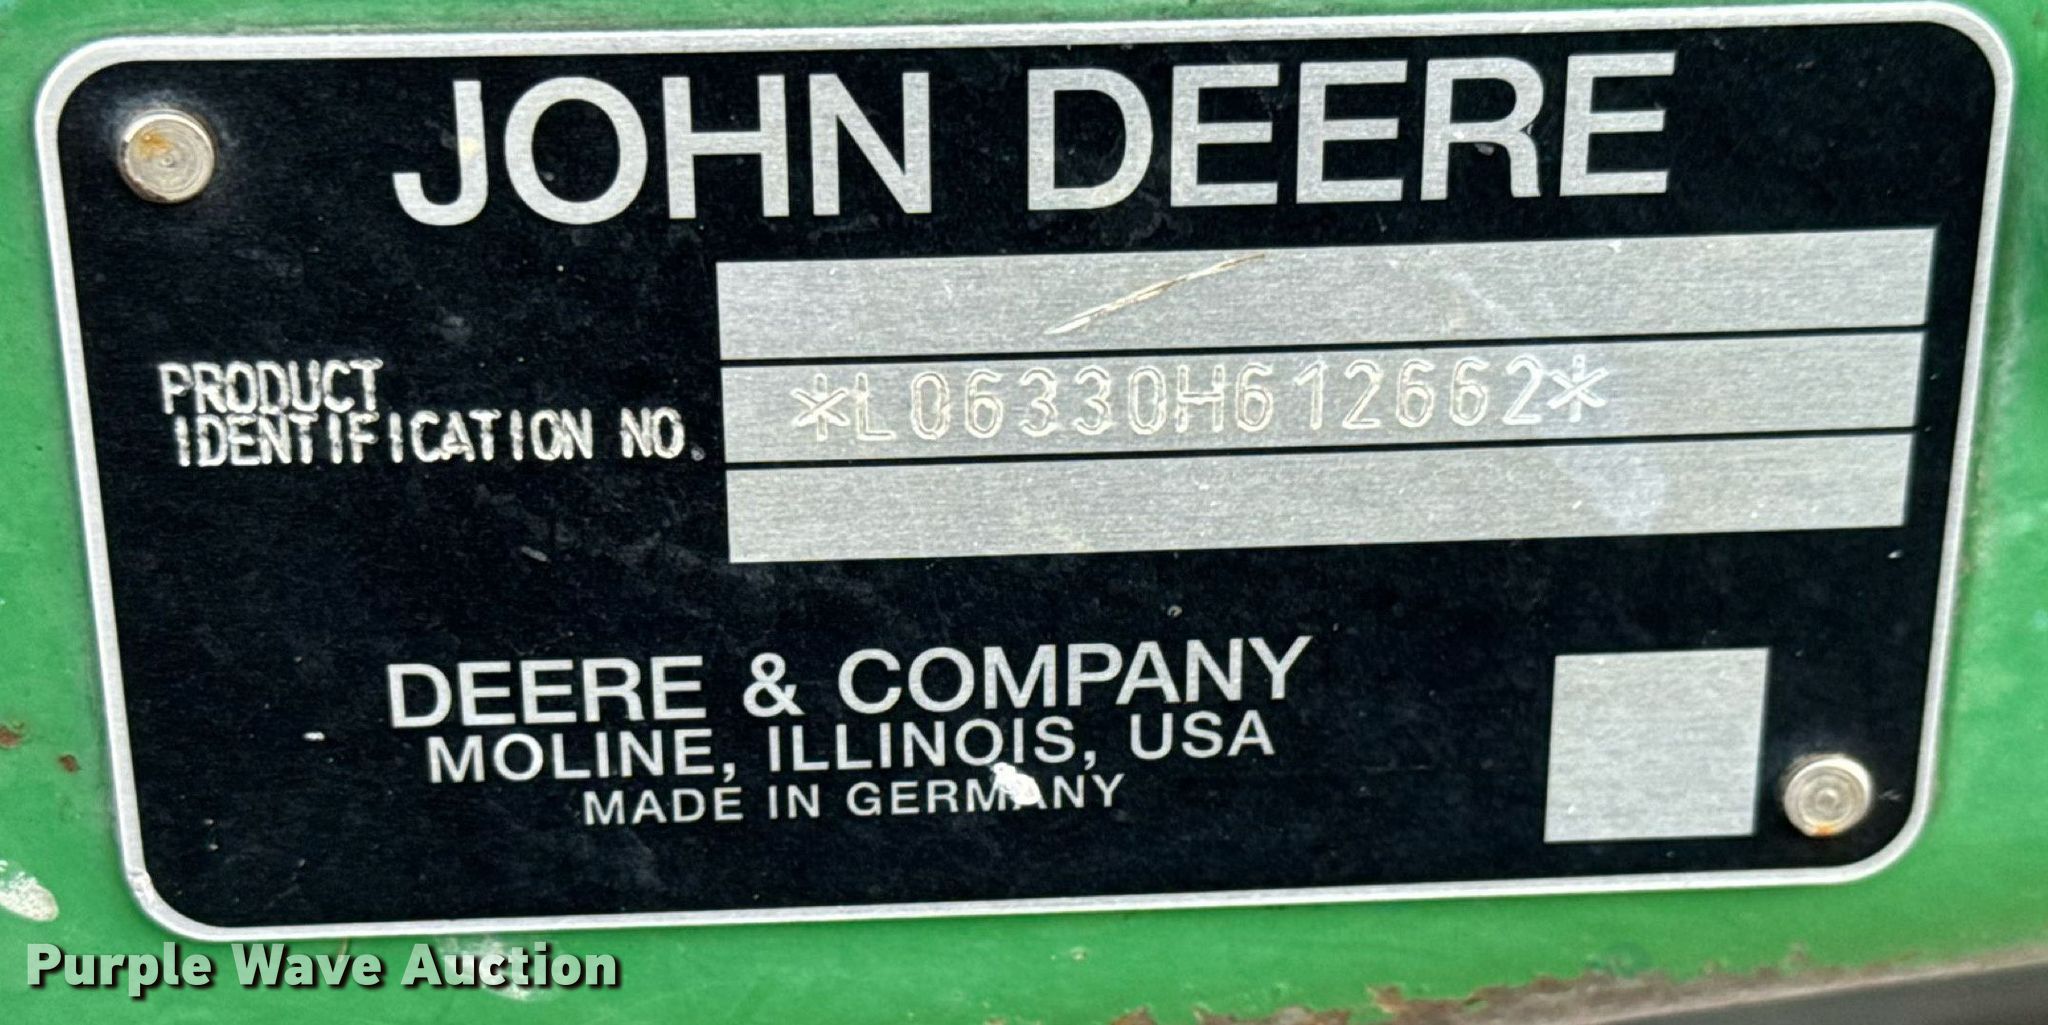 JOHN DEERE
PRODUCT
IDENTIFICATION NO.
*L06330H612662*
DEERE & COMPANY
MOLINE, ILLINOIS, USA
MADE IN GERMANY
Purple Wave Auction